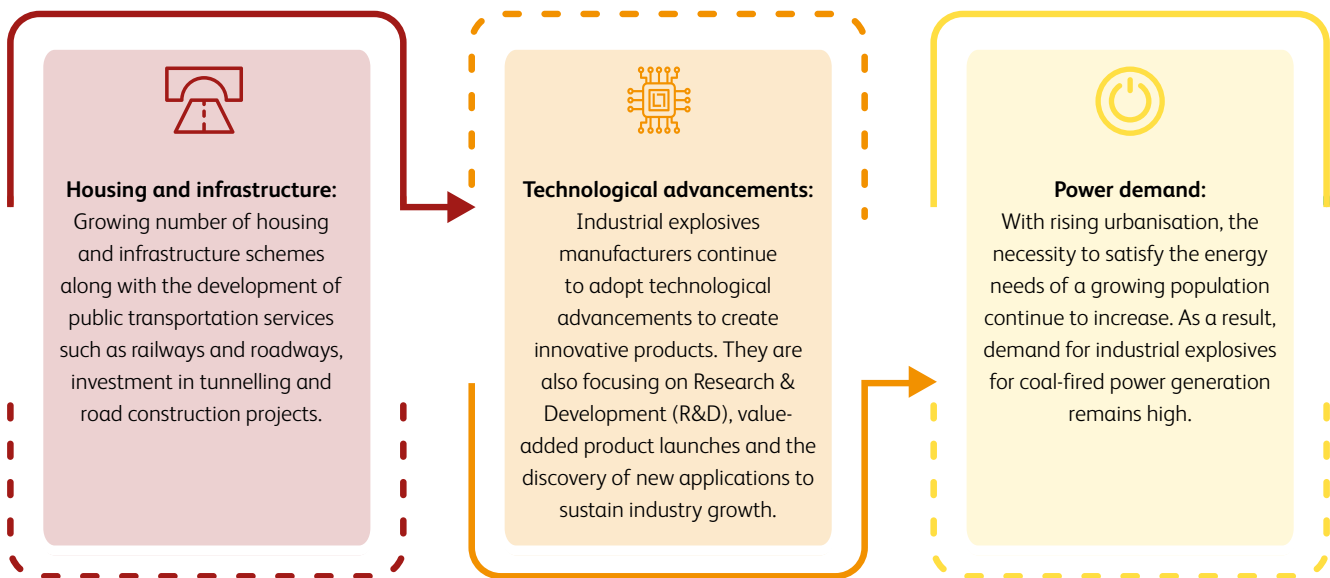 Housing and infrastructure:
Growing number of housing
and infrastructure schemes
along with the development of
public transportation services
such as railways and roadways,
investment in tunnelling and
road construction projects.
Technological advancements:
Industrial explosives
manufacturers continue
to adopt technological
advancements to create
innovative products. They are
also focusing on Research &
Development (R&D), value-
added product launches and the
discovery of new applications to
sustain industry growth.
Power demand:
With rising urbanisation, the
necessity to satisfy the energy
needs of a growing population
continue to increase. As a result,
demand for industrial explosives
for coal-fired power generation
remains high.